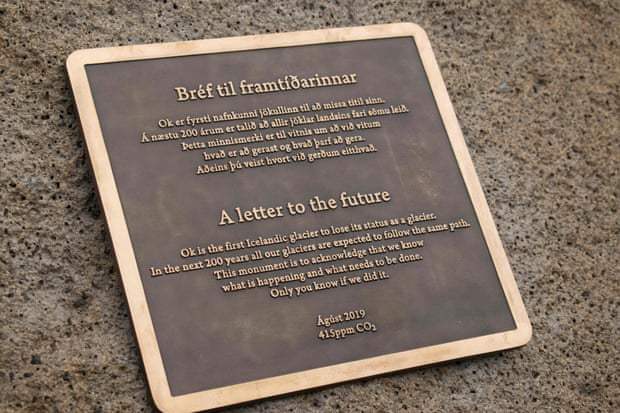 Bréf til framtíðarinnar
Ok er fyrsti nafnkunni jökullinn til að missa titil sinn.
Á næstu 200 árum er talið að allir jöklar landsins fari sömu leið.
Þetta minnismerki er til vitnis um að við vitum
hvað er að gerast og hvað þarf að gera.
Aðeins þú veist hvort við gerðum eitthvað.
A letter to the future
Ok is the first Icelandic glacier to lose its status as a glacier.
In the next 200 years all our glaciers are expected to follow the same path.
This monument is to acknowledge that we know
what is happening and what needs to be done.
Only you know if we did it.
Ágúst 2019
415ppm CO₂